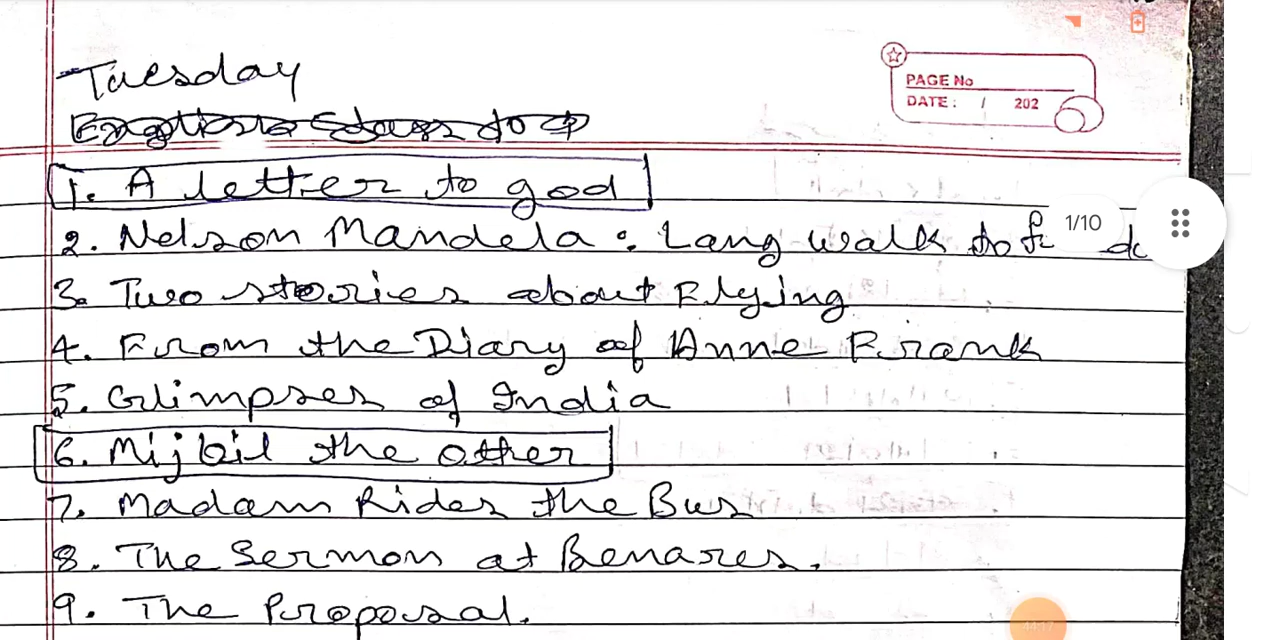 Tuesday
PAGE No
DATE: / 202
1. A letter to god
2. Nelson Mandela: Lang walk to
1/10
3. Two stories about Flying
4. From the Diary of Anne Frank
5. Glimpses of India
6. Mijbil the other
7. Madam Rides the Bus
8. The Sermon at Benares.
9. The Proposal.